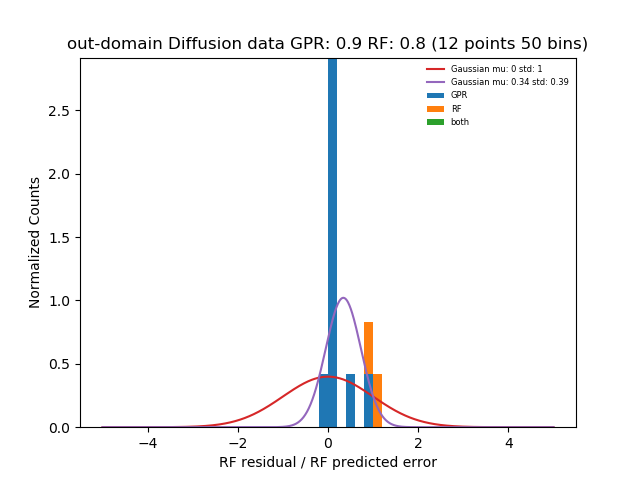 out-domain Diffusion data GPR: 0.9 RF: 0.8 (12 points 50 bins)
Gaussian mu: 0 std: 1
Gaussian mu: 0.34 std: 0.39
GPR
RF
both
Normalized Counts
2.5
2.0
1.5
1.0
0.5
0.0
−4
−2
0
2
4
RF residual / RF predicted error